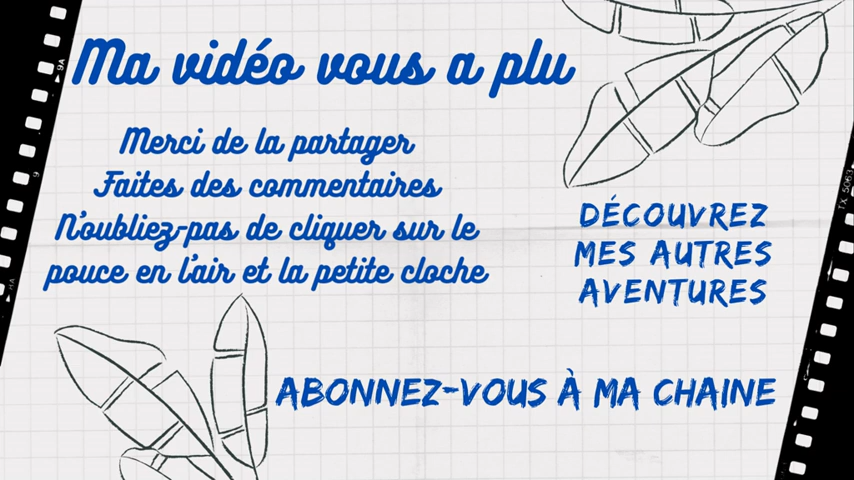 Ma vidéo vous a plu
Merci de la partager
Faites des commentaires
N'oubliez-pas de cliquer sur le
pouce en l'air et la petite cloche
DÉCOUVREZ
MES AUTRES
AVENTURES
ABONNEZ-VOUS À MA CHAINE